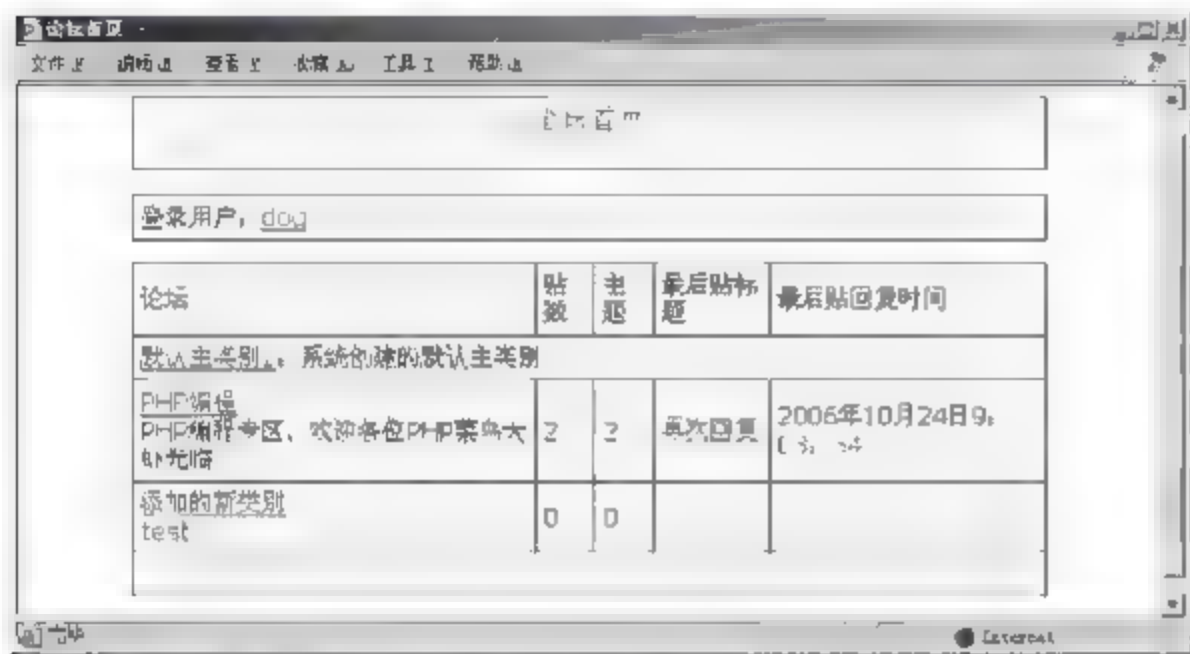 论坛首页
文件 编辑 查看 收藏 工具 帮助
论坛首页
登录用户，dog
论坛 贴数 主题 最后贴标题 最后贴回复时间
默认主类别，系统创建的默认主类别
PHP编程
PHP编程专区，欢迎各位PHP菜鸟大虾光临
2 2 再次回复 2006年10月24日9:
添加的新类别
test
0 0
Internet